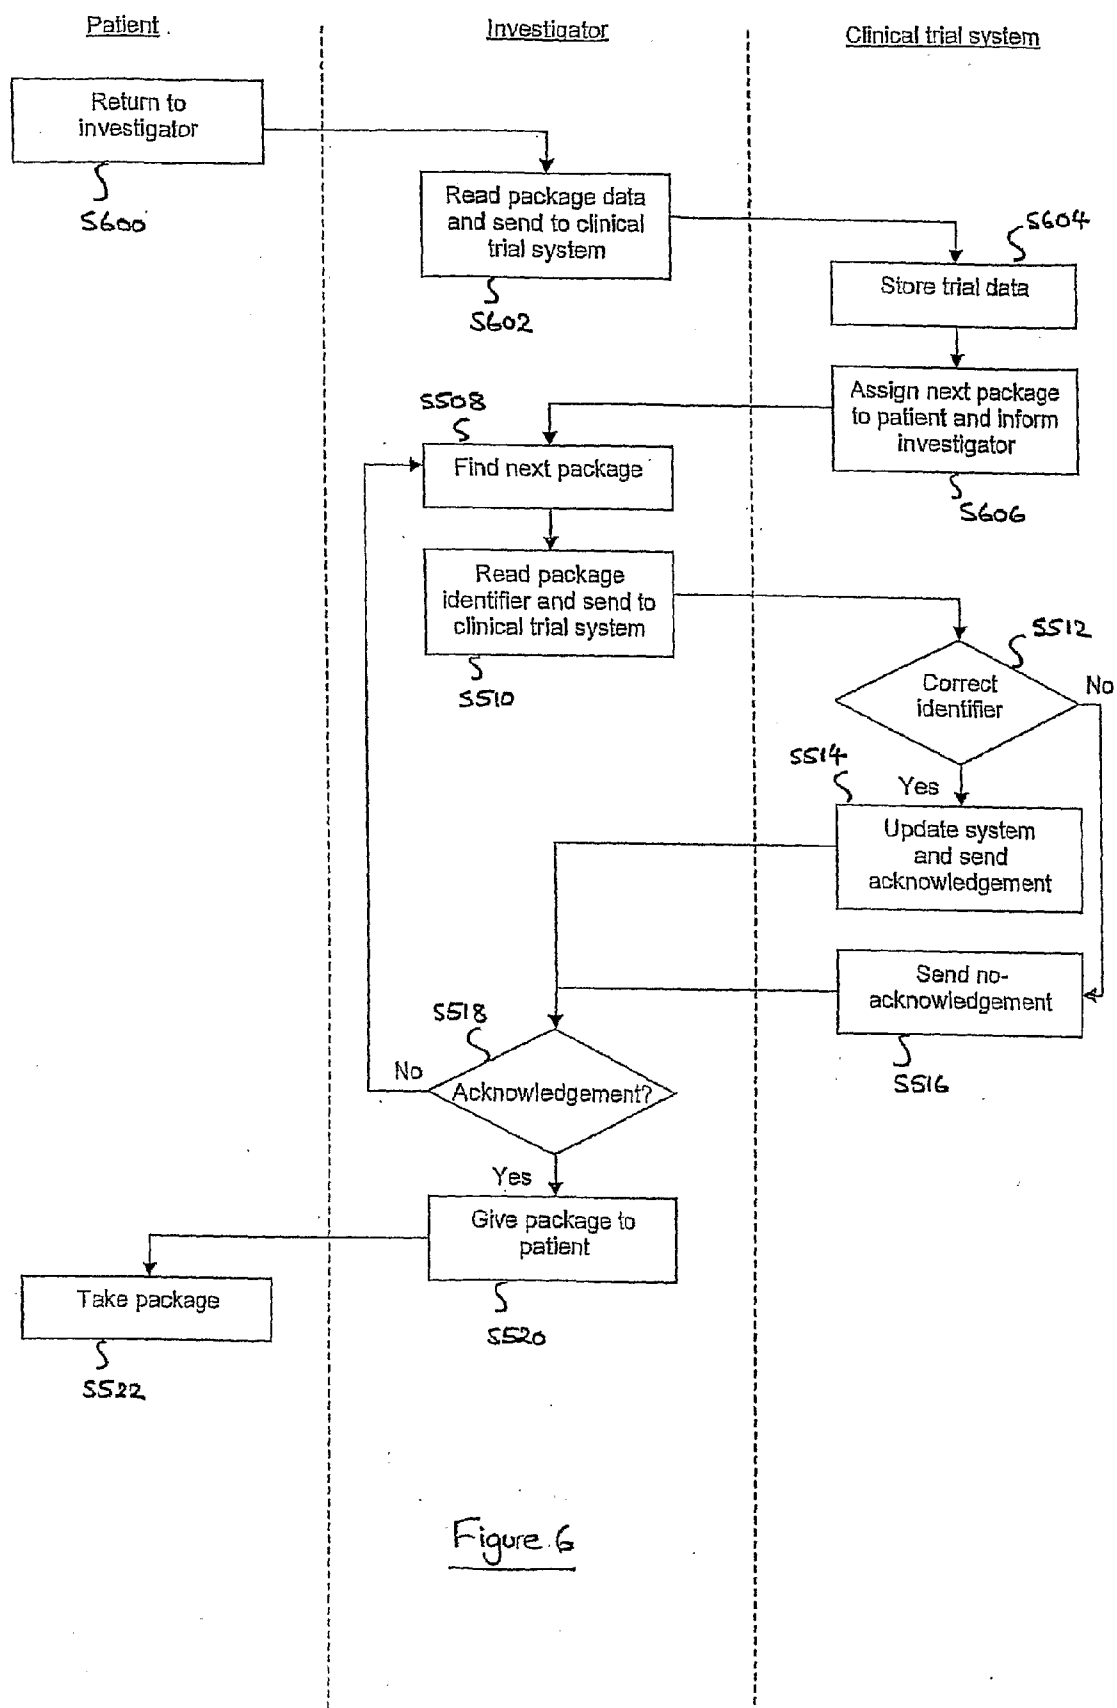 Patient
Investigator
Clinical trial system
Return to
investigator
S600
Read package data
and send to clinical
trial system
S602
S604
Store trial data
Assign next package
to patient and inform
investigator
S606
S508
Find next package
Read package
identifier and send to
clinical trial system
S510
S512
Correct
identifier
No
Yes
S514
Update system
and send
acknowledgement
Send no-
acknowledgement
S516
S518
No
Acknowledgement?
Yes
Give package to
patient
S520
Take package
S522
Figure 6